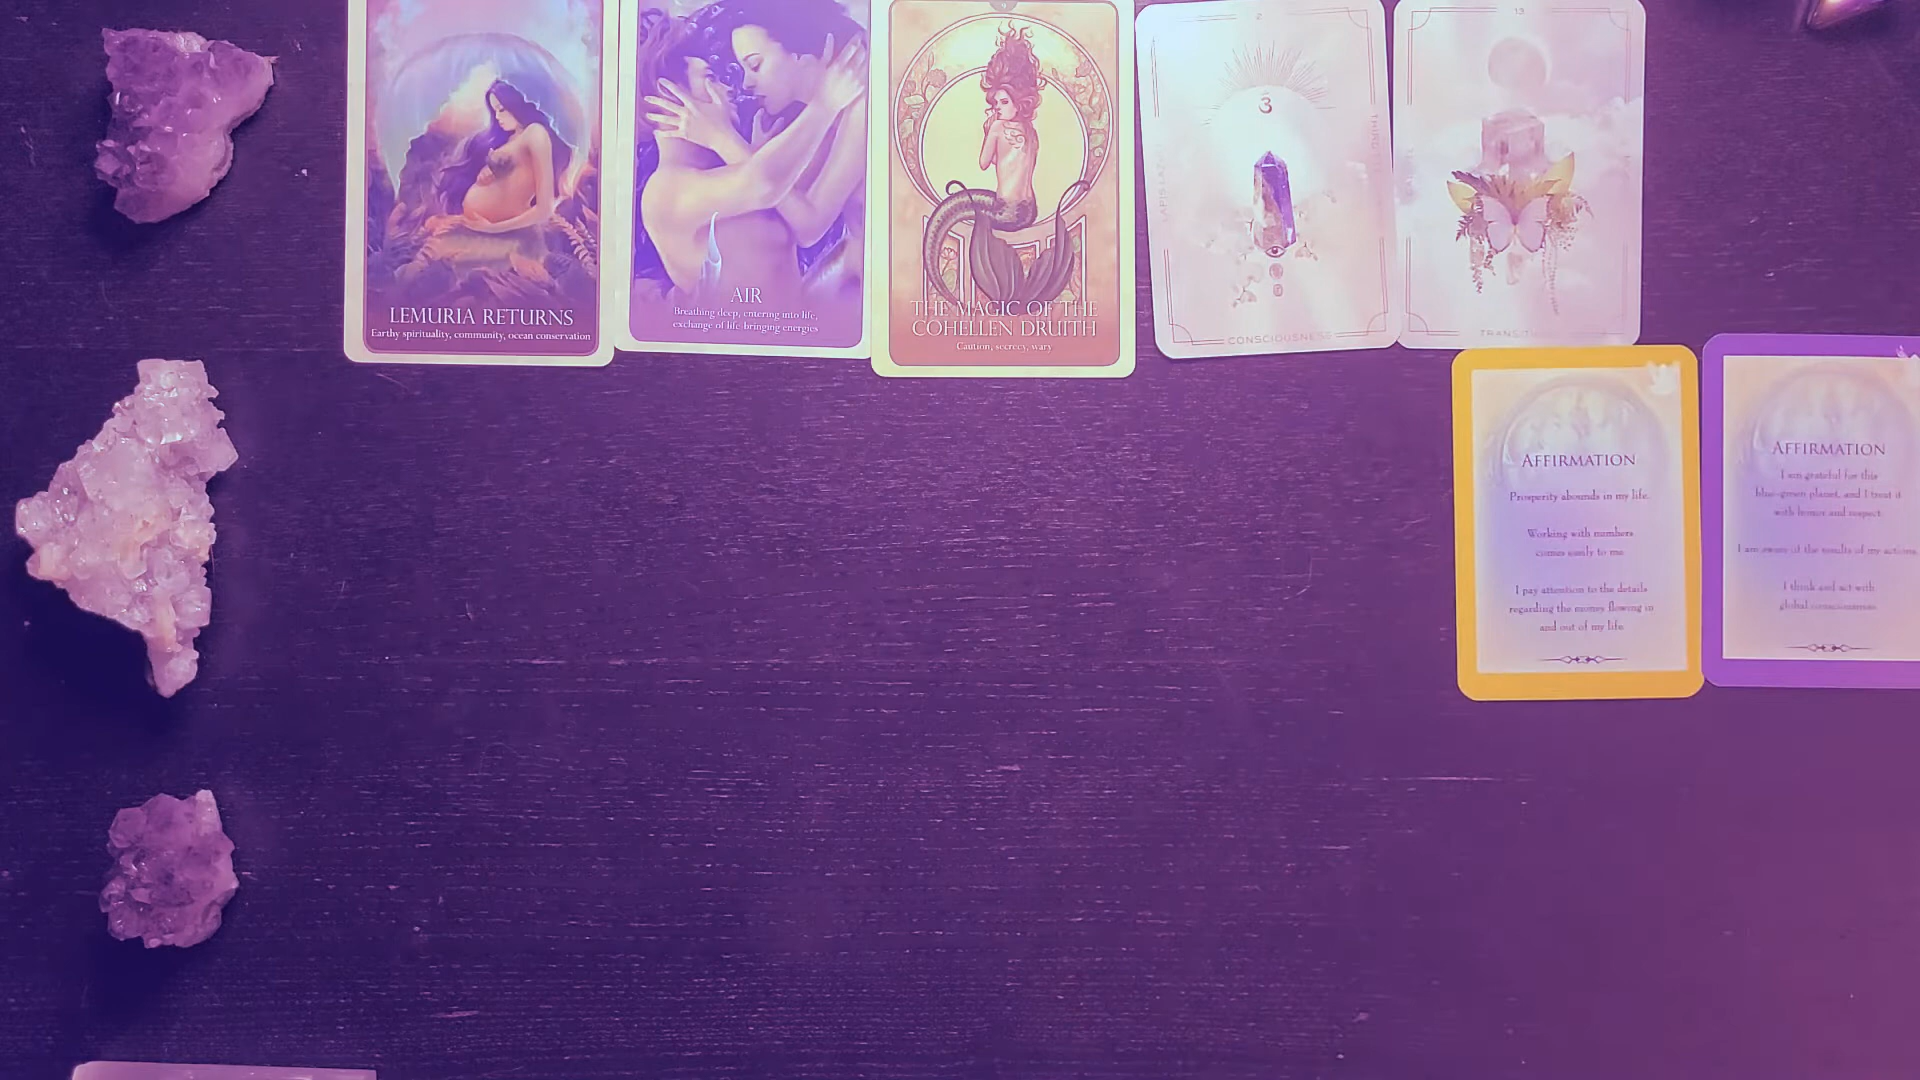 LEMURIA RETURNS
Earthy spirituality, community, ocean conservation
AIR
Breathing deep, entering into life,
exchange of life-bringing energies
THE MAGIC OF THE
COHELLEN DRUITH
Caution, secrecy, wary
2
3
LAPIS LAZ
THIRD
CONSCIOUSNESS
13
AFFIRMATION
Prosperity abounds in my life.
Working with numbers
comes easily to me.
I pay attention to the details
regarding the money flowing in
and out of my life.
AFFIRMATION
I am grateful for this
blue-green planet, and I treat it
with honor and respect.
I am aware of the results of my actions.
I think and act with
global consciousness.